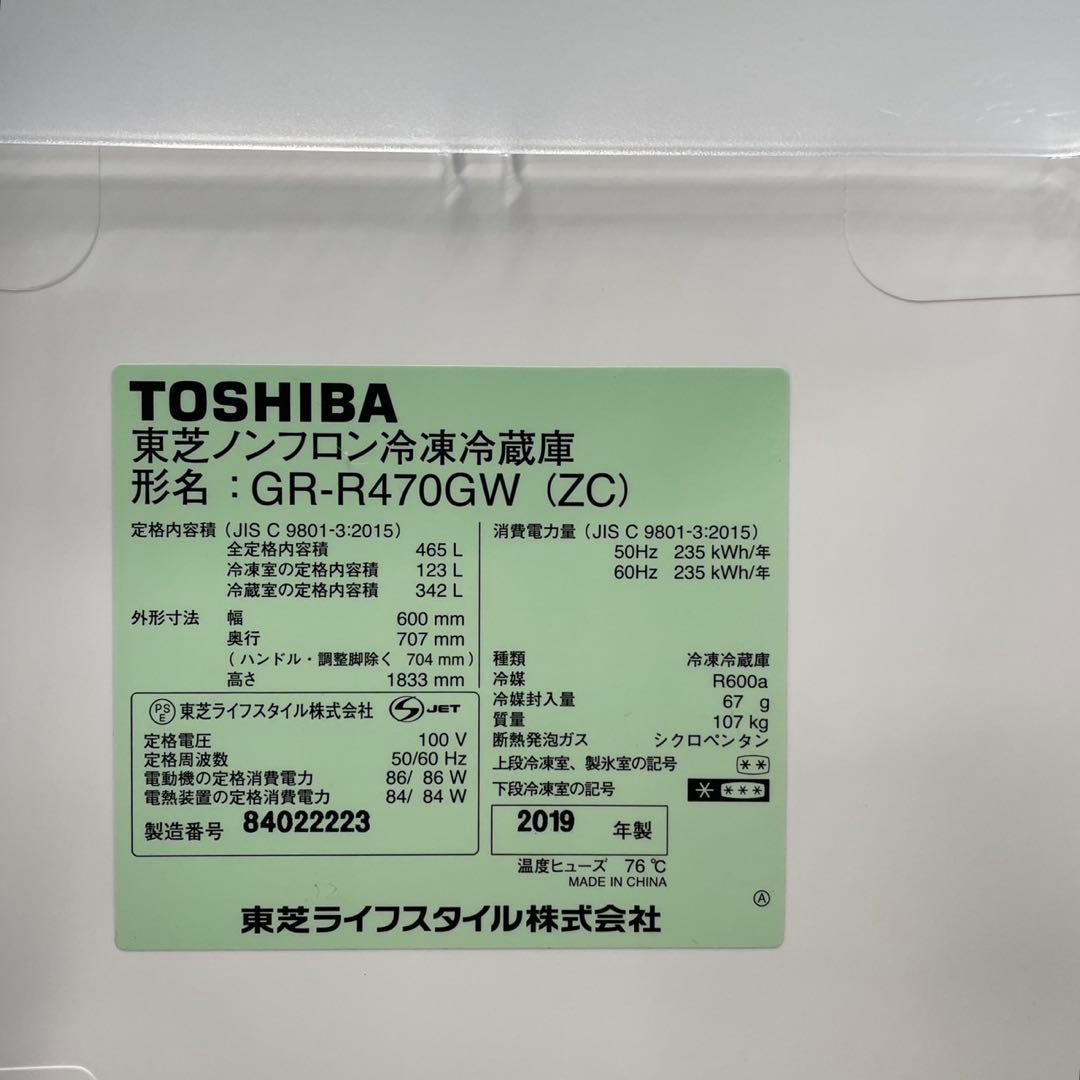 TOSHIBA
東芝ノンフロン冷凍冷蔵庫
形名：GR-R470GW (ZC)
定格内容積（JIS C 9801-3:2015）
全定格内容積 465 L
冷凍室の定格内容積 123 L
冷蔵室の定格内容積 342 L
外形寸法 幅 600 mm
奥行 707 mm
（ハンドル・調整脚除く 704 mm）
高さ 1833 mm
PSE 東芝ライフスタイル株式会社 JET
定格電圧 100 V
定格周波数 50/60 Hz
電動機の定格消費電力 86/ 86 W
電熱装置の定格消費電力 84/ 84 W
製造番号 84022223
消費電力量（JIS C 9801-3:2015）
50Hz 235 kWh/年
60Hz 235 kWh/年
種類 冷凍冷蔵庫
冷媒 R600a
冷媒封入量 67 g
質量 107 kg
断熱発泡ガス シクロペンタン
上段冷凍室、製氷室の記号 **
下段冷凍室の記号 * ***
2019 年製
温度ヒューズ 76 ℃
MADE IN CHINA
Ⓐ
東芝ライフスタイル株式会社